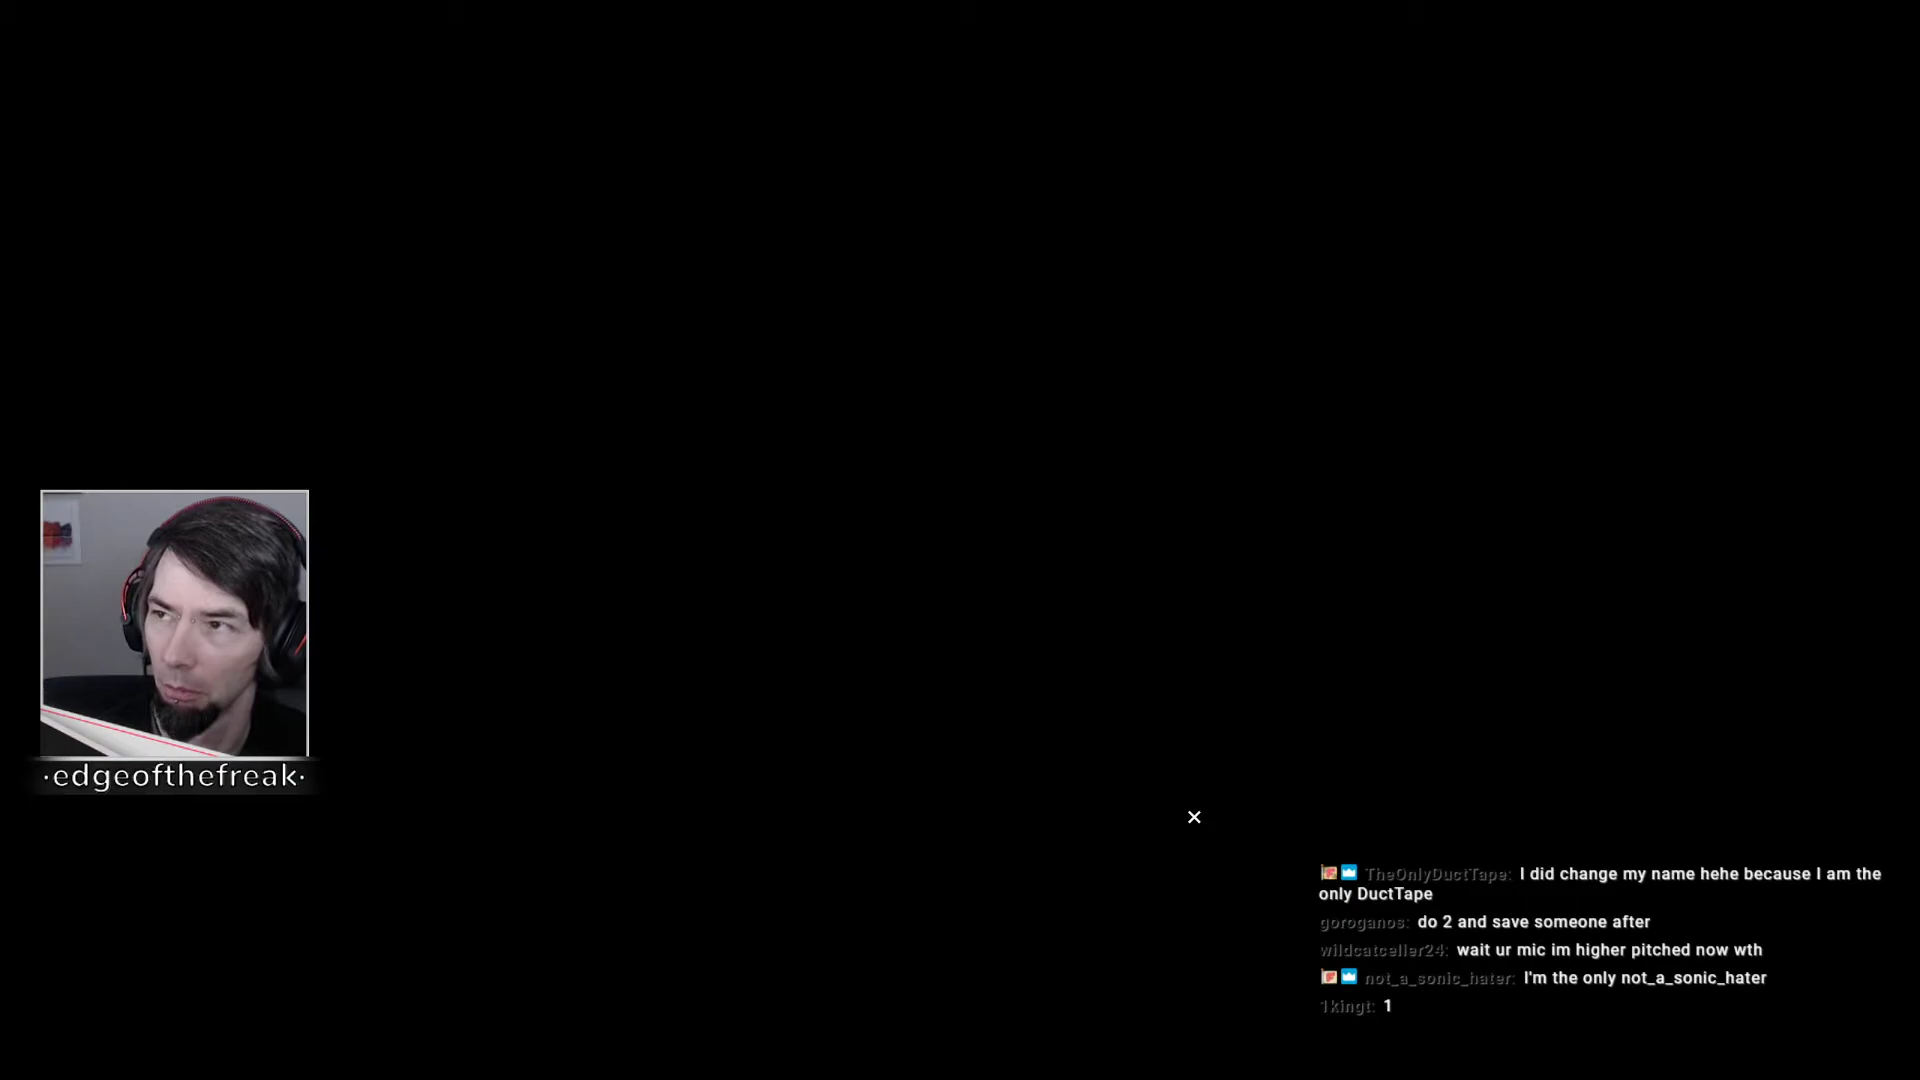 ·edgeofthefreak·
TheOnlyDuctTape: I did change my name hehe because I am the
only DuctTape
goroganos: do 2 and save someone after
wildcatceller24: wait ur mic im higher pitched now wth
not_a_sonic_hater: I'm the only not_a_sonic_hater
1kingt: 1